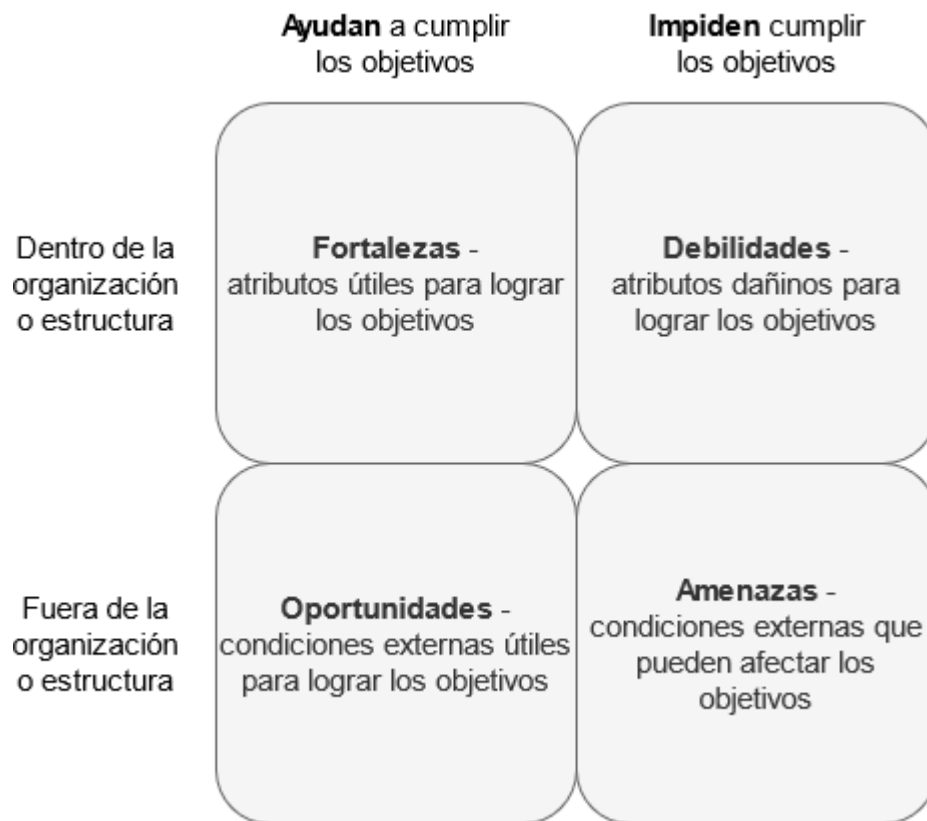 Ayudan a cumplir
los objetivos
Impiden cumplir
los objetivos
Dentro de la
organización
o estructura
Fortalezas -
atributos útiles para lograr
los objetivos
Debilidades -
atributos dañinos para
lograr los objetivos
Fuera de la
organización
o estructura
Oportunidades -
condiciones externas útiles
para lograr los objetivos
Amenazas -
condiciones externas que
pueden afectar los
objetivos